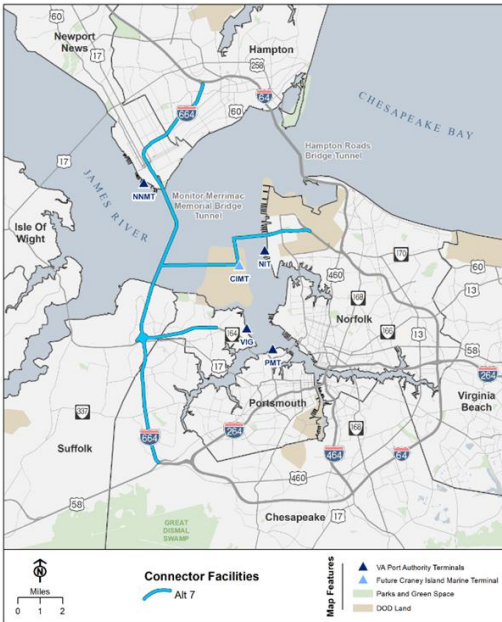 Newport
News
17
Hampton
258
664
60
64
CHESAPEAKE BAY
Hampton Roads
Bridge Tunnel
17
JAMES RIVER
NNMT
Monitor Merrimac
Memorial Bridge
Tunnel
Isle Of
Wight
NIT
CIMT
460
170
60
168
13
Norfolk
166
13
164
VIG
17
PMT
58
264
Virginia
Beach
Portsmouth
337
Suffolk
664
264
168
464
64
58
460
Chesapeake
17
GREAT
DISMAL
SWAMP
N
Miles
0 1 2
Connector Facilities
Alt 7
Map Features
VA Port Authority Terminals
Future Craney Island Marine Terminal
Parks and Green Space
DOD Land